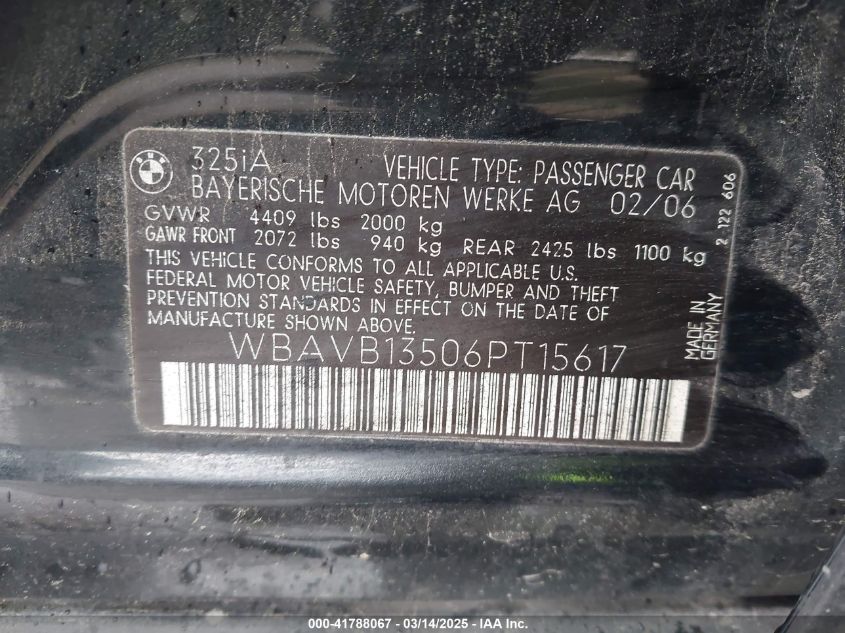 BMW
325iA VEHICLE TYPE: PASSENGER CAR
BAYERISCHE MOTOREN WERKE AG 02/06
GVWR 4409 lbs 2000 kg
GAWR FRONT 2072 lbs 940 kg REAR 2425 lbs 1100 kg
THIS VEHICLE CONFORMS TO ALL APPLICABLE U.S.
FEDERAL MOTOR VEHICLE SAFETY, BUMPER AND THEFT
PREVENTION STANDARDS IN EFFECT ON THE DATE OF
MANUFACTURE SHOWN ABOVE.
WBAVB13506PT15617
2 122 606
MADE IN
GERMANY
000-41788067 - 03/14/2025 - IAA Inc.